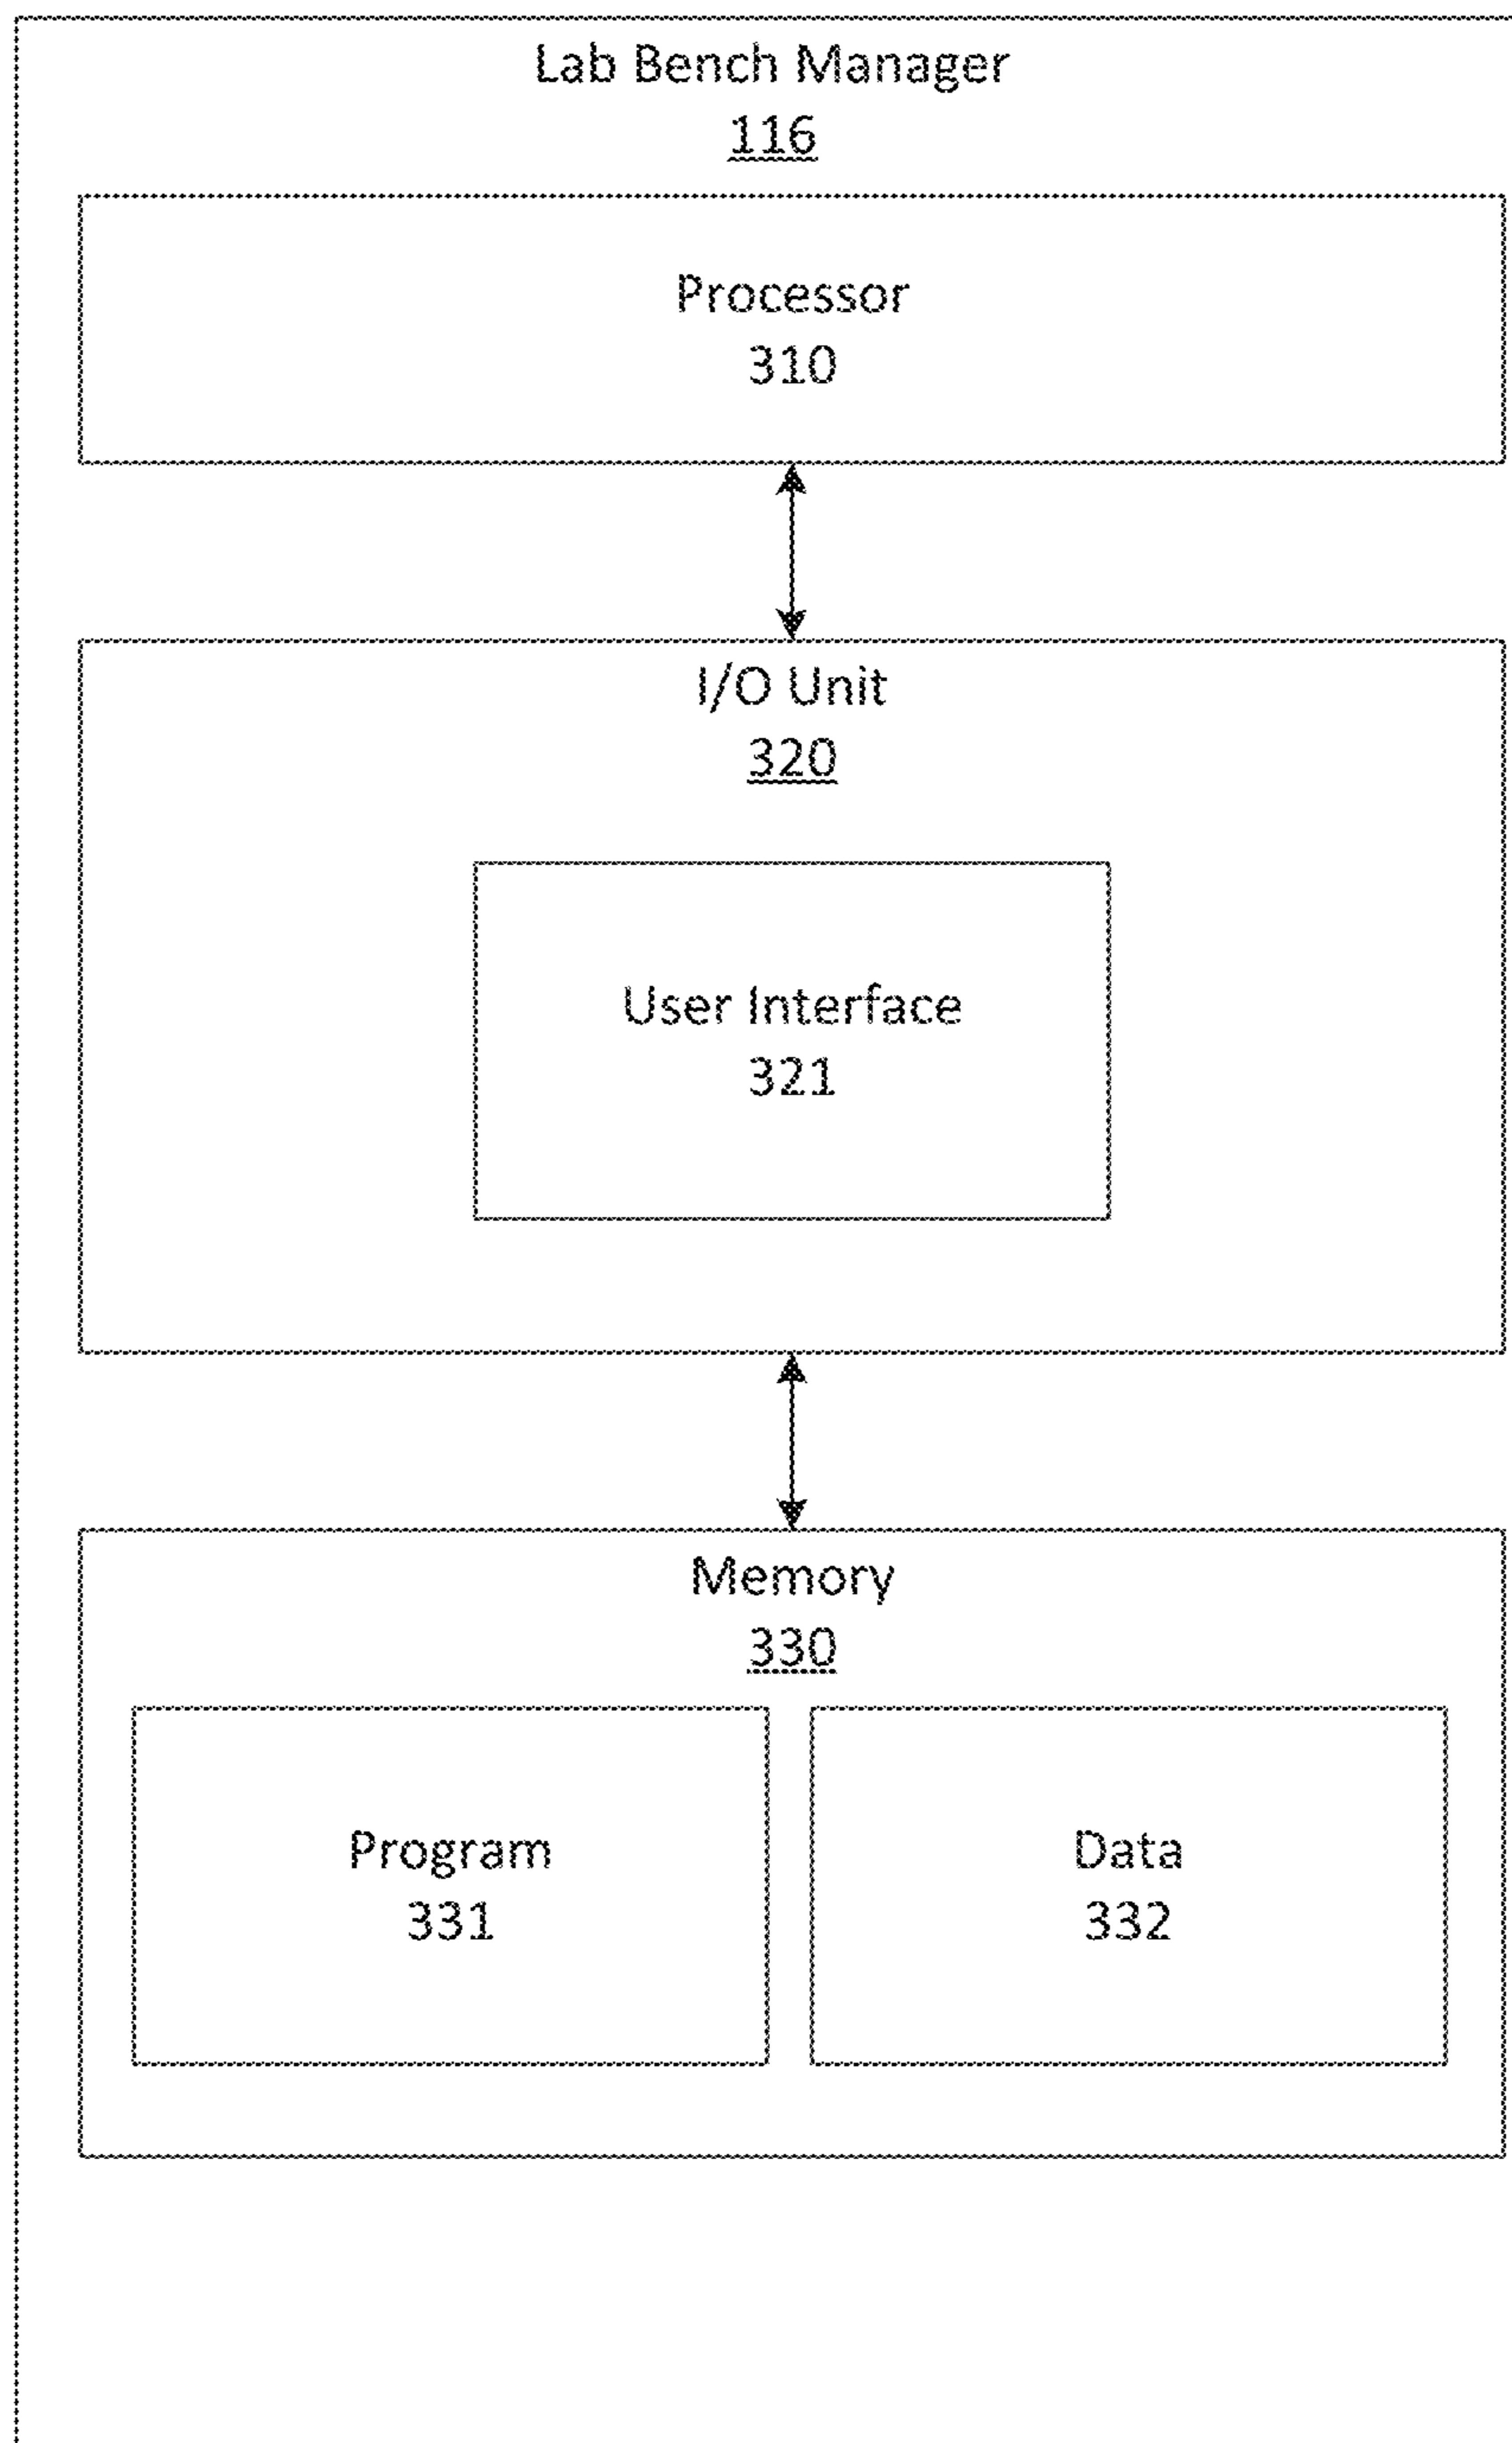 Lab Bench Manager
116
Processor
310
I/O Unit
320
User Interface
321
Memory
330
Program
331
Data
332